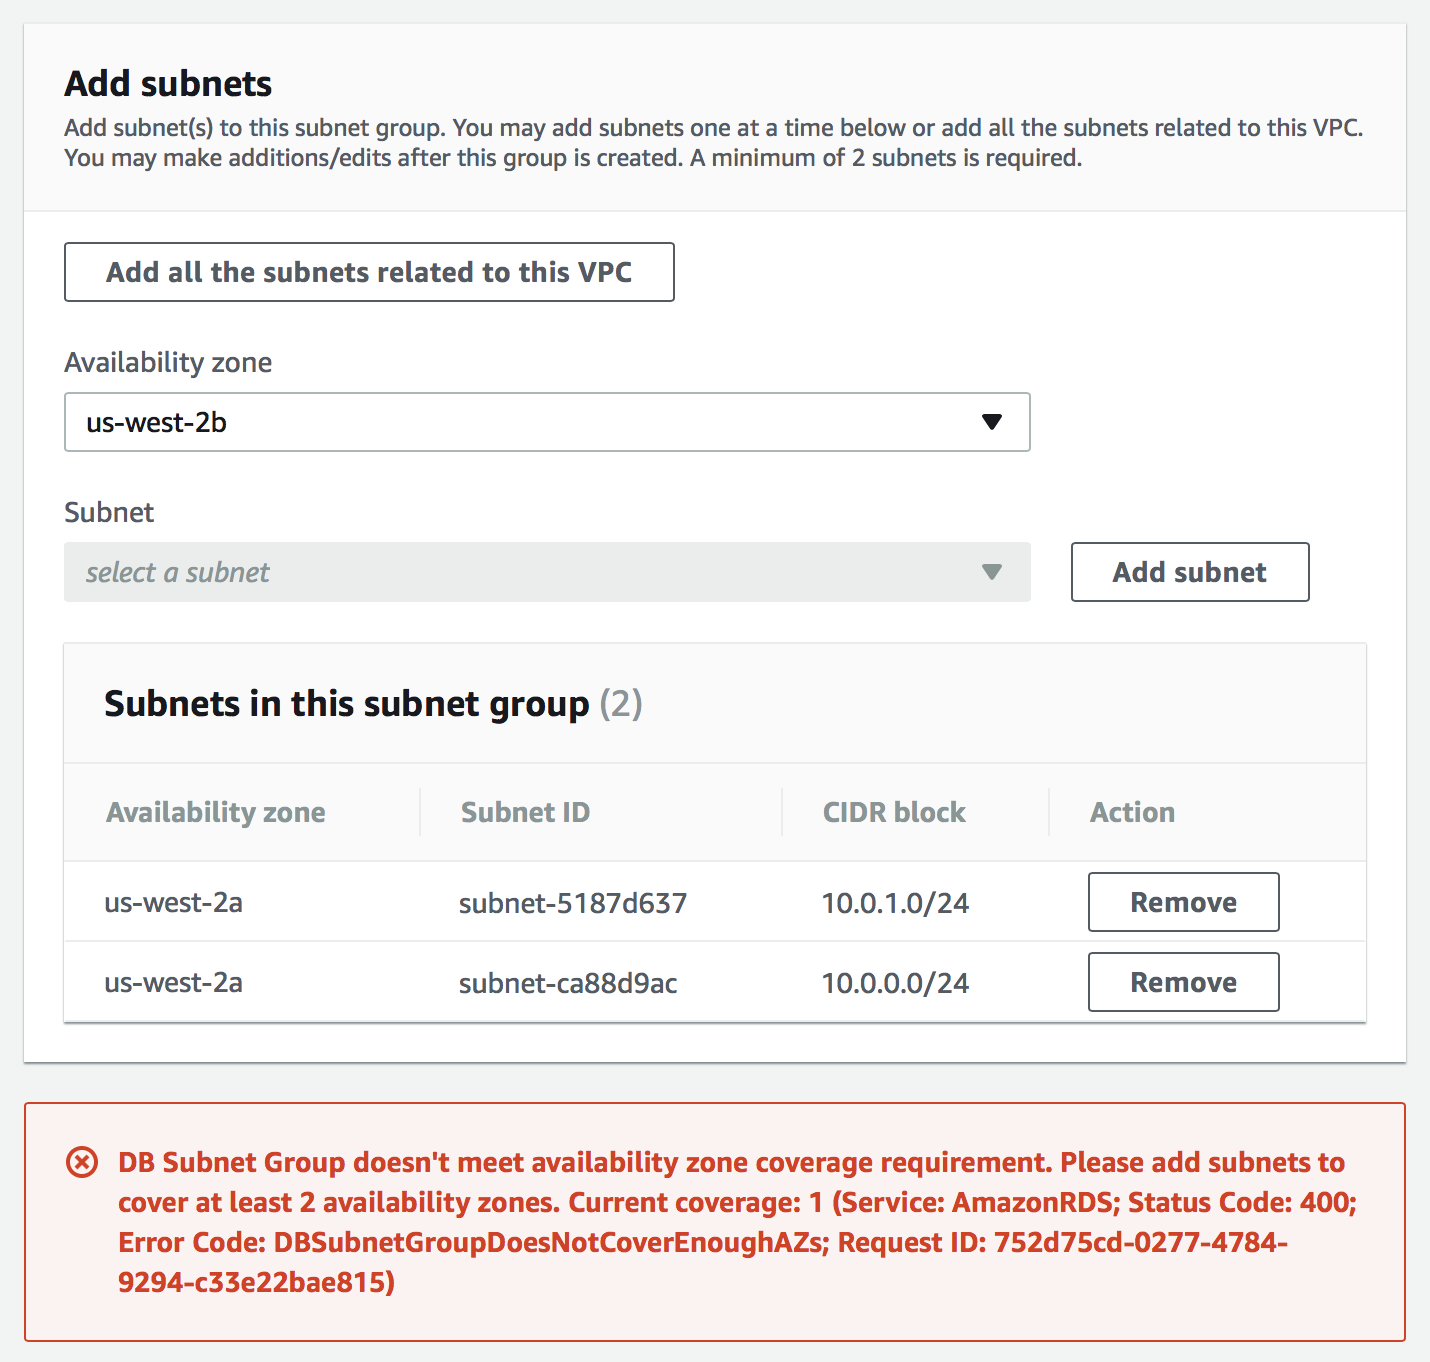 Add subnets
Add subnet(s) to this subnet group. You may add subnets one at a time below or add all the subnets related to this VPC.
You may make additions/edits after this group is created. A minimum of 2 subnets is required.
Add all the subnets related to this VPC
Availability zone
us-west-2b
Subnet
select a subnet
Add subnet
Subnets in this subnet group (2)
Availability zone Subnet ID CIDR block Action
us-west-2a subnet-5187d637 10.0.1.0/24 Remove
us-west-2a subnet-ca88d9ac 10.0.0.0/24 Remove
DB Subnet Group doesn't meet availability zone coverage requirement. Please add subnets to
cover at least 2 availability zones. Current coverage: 1 (Service: AmazonRDS; Status Code: 400;
Error Code: DBSubnetGroupDoesNotCoverEnoughAZs; Request ID: 752d75cd-0277-4784-
9294-c33e22bae815)